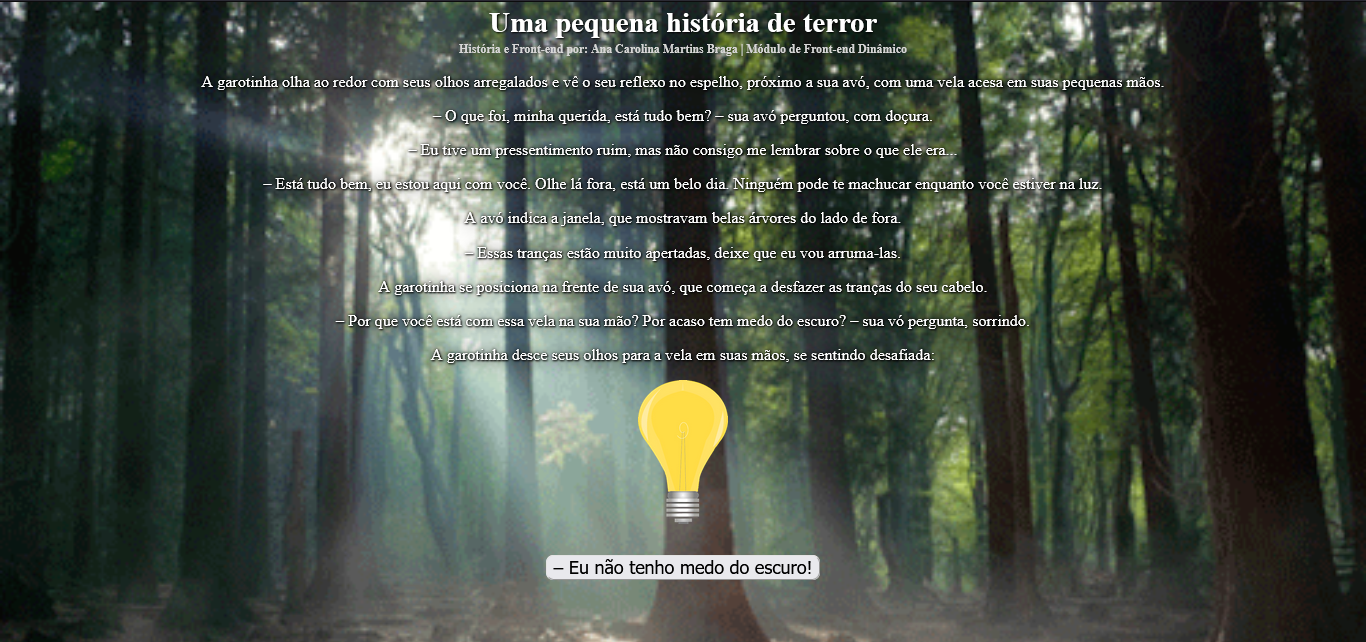 Uma pequena história de terror
História e Front-end por: Ana Carolina Martins Braga | Módulo de Front-end Dinâmico
A garotinha olha ao redor com seus olhos arregalados e vê o seu reflexo no espelho, próximo a sua avó, com uma vela acesa em suas pequenas mãos.
– O que foi, minha querida, está tudo bem? – sua avó perguntou, com doçura.
– Eu tive um pressentimento ruim, mas não consigo me lembrar sobre o que ele era...
– Está tudo bem, eu estou aqui com você. Olhe lá fora, está um belo dia. Ninguém pode te machucar enquanto você estiver na luz.
A avó indica a janela, que mostravam belas árvores do lado de fora.
– Essas tranças estão muito apertadas, deixe que eu vou arruma-las.
A garotinha se posiciona na frente de sua avó, que começa a desfazer as tranças do seu cabelo.
– Por que você está com essa vela na sua mão? Por acaso tem medo do escuro? – sua vó pergunta, sorrindo.
A garotinha desce seus olhos para a vela em suas mãos, se sentindo desafiada:
– Eu não tenho medo do escuro!